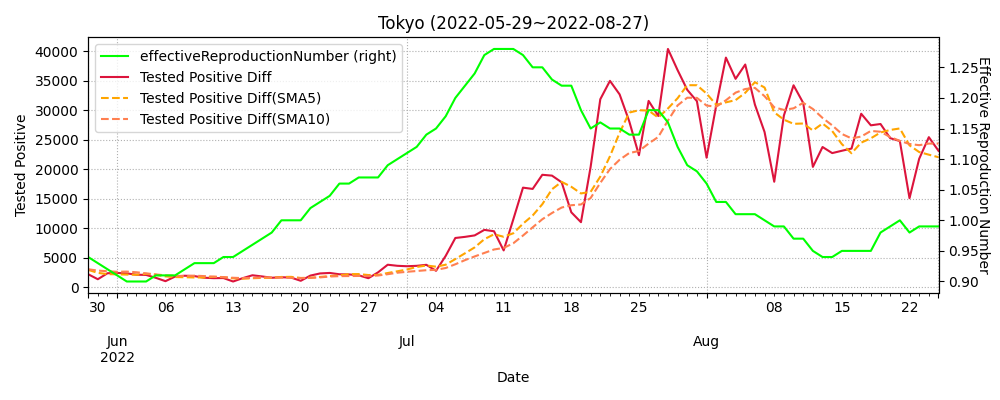 Tokyo (2022-05-29~2022-08-27)
effectiveReproductionNumber (right)
Tested Positive Diff
Tested Positive Diff(SMA5)
Tested Positive Diff(SMA10)
Tested Positive
40000
35000
30000
25000
20000
15000
10000
5000
0
1.25
1.20
1.15
1.10
1.05
1.00
0.95
0.90
Effective Reproduction Number
30 06 13 20 27 04 11 18 25 08 15 22
Jun Jul Aug
2022
Date